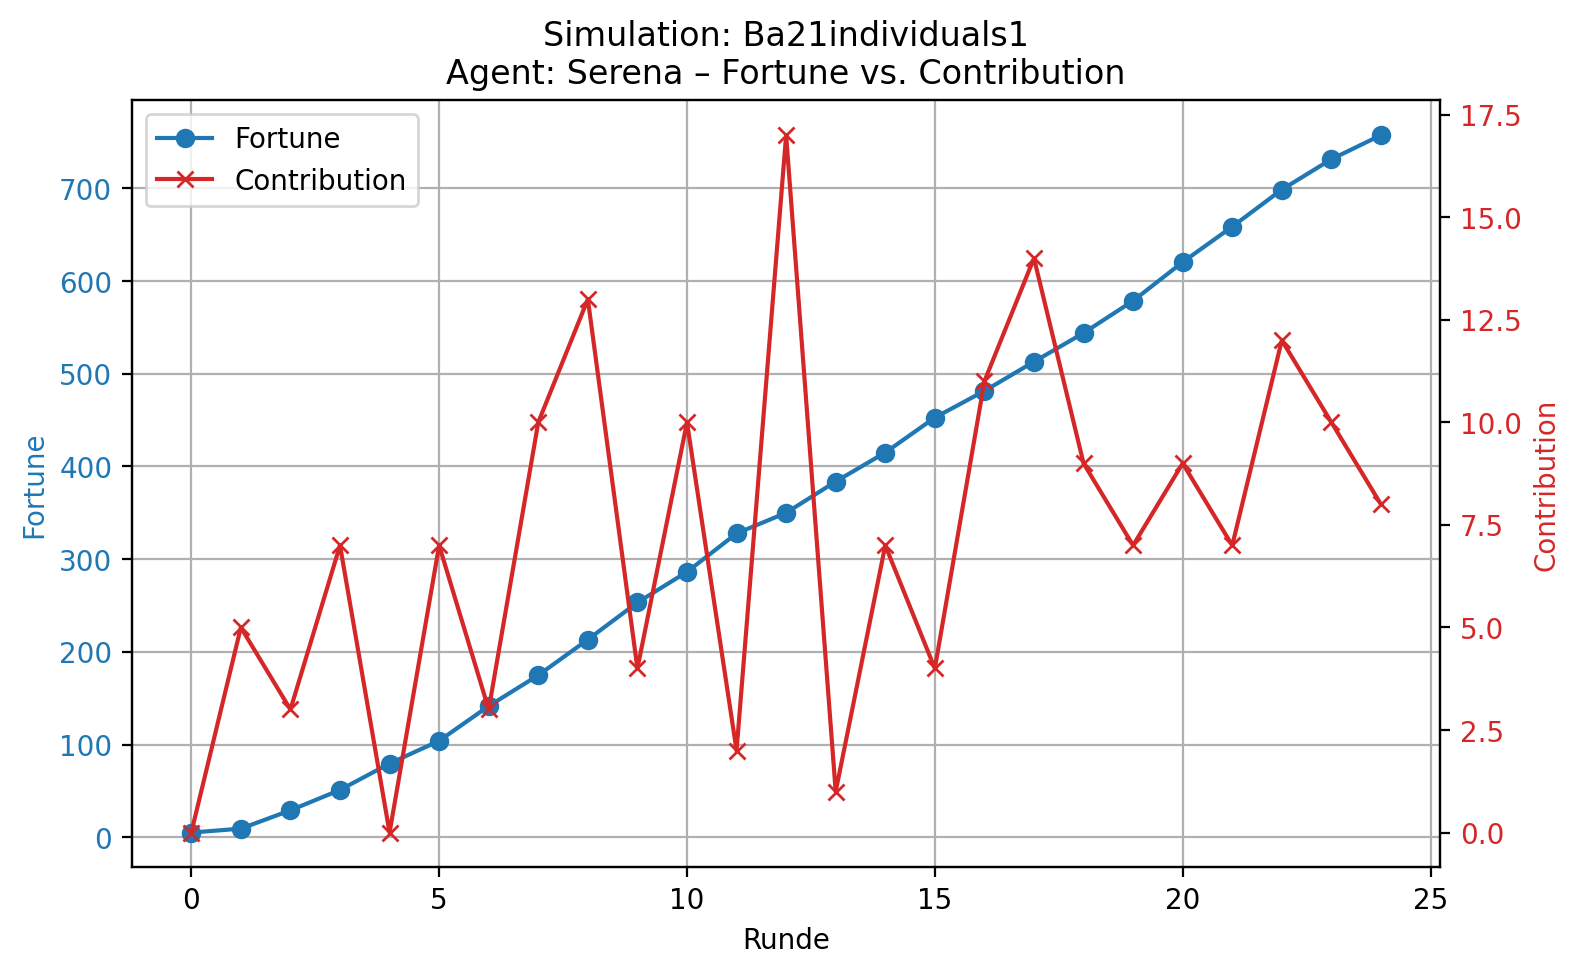 Simulation: Ba21individuals1
Agent: Serena – Fortune vs. Contribution
Fortune
Contribution
700
600
500
400
300
200
100
0
Fortune
17.5
15.0
12.5
10.0
7.5
5.0
2.5
0.0
Contribution
0 5 10 15 20 25
Runde